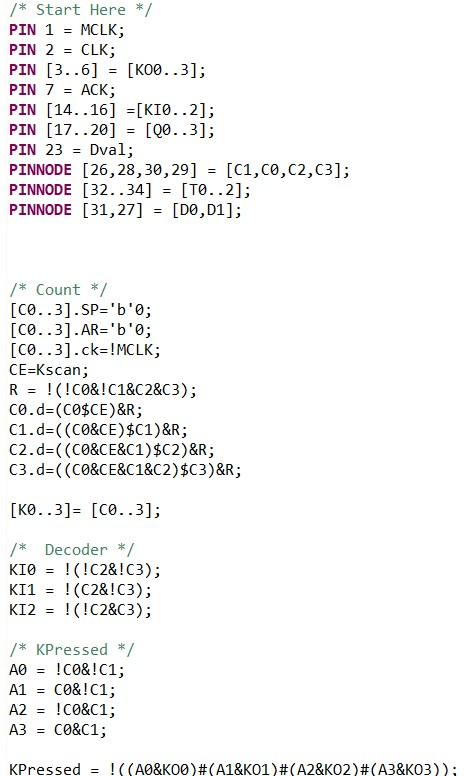 /* Start Here */
PIN 1 = MCLK;
PIN 2 = CLK;
PIN [3..6] = [KO0..3];
PIN 7 = ACK;
PIN [14..16] =[KI0..2];
PIN [17..20] = [Q0..3];
PIN 23 = Dval;
PINNODE [26,28,30,29] = [C1,C0,C2,C3];
PINNODE [32..34] = [T0..2];
PINNODE [31,27] = [D0,D1];
/* Count */
[C0..3].SP='b'0;
[C0..3].AR='b'0;
[C0..3].ck=!MCLK;
CE=Kscan;
R = !(!C0&!C1&C2&C3);
C0.d=(C0$CE)&R;
C1.d=((C0&CE)$C1)&R;
C2.d=((C0&CE&C1)$C2)&R;
C3.d=((C0&CE&C1&C2)$C3)&R;
[K0..3]= [C0..3];
/*  Decoder */
KI0 = !(!C2&!C3);
KI1 = !(C2&!C3);
KI2 = !(!C2&C3);
/* KPressed */
A0 = !C0&!C1;
A1 = C0&!C1;
A2 = !C0&C1;
A3 = C0&C1;
KPressed = !((A0&KO0)#(A1&KO1)#(A2&KO2)#(A3&KO3));